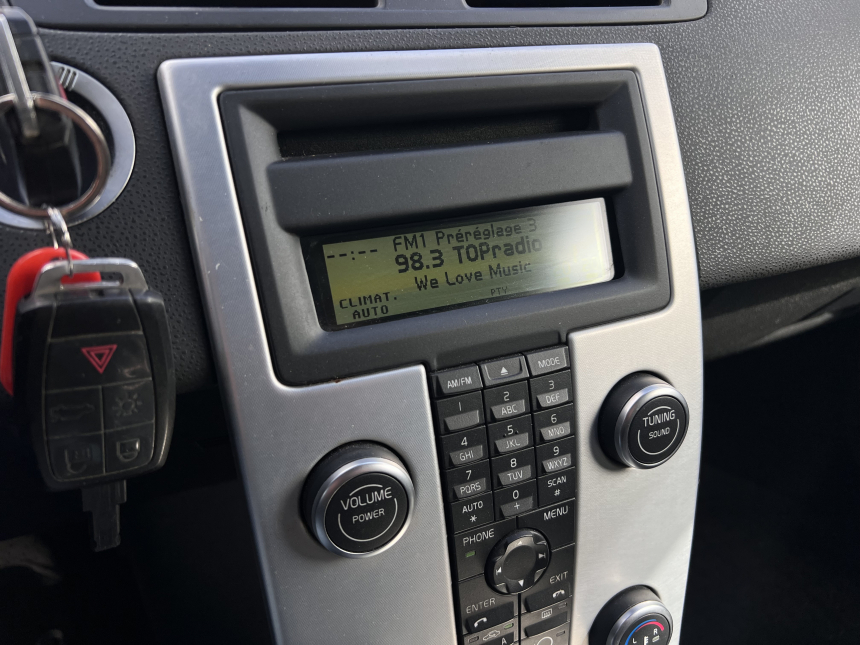 --:-- FM1 Préréglage 3
98.3 TOPradio
We Love Music
CLIMAT. PTY
AUTO
AM/FM MODE
1 2 ABC 3 DEF
4 GHI 5 JKL 6 MNO
7 PQRS 8 TUV 9 WXYZ
AUTO * 0 + SCAN #
PHONE MENU
ENTER EXIT
VOLUME
POWER
TUNING
SOUND
L R
A